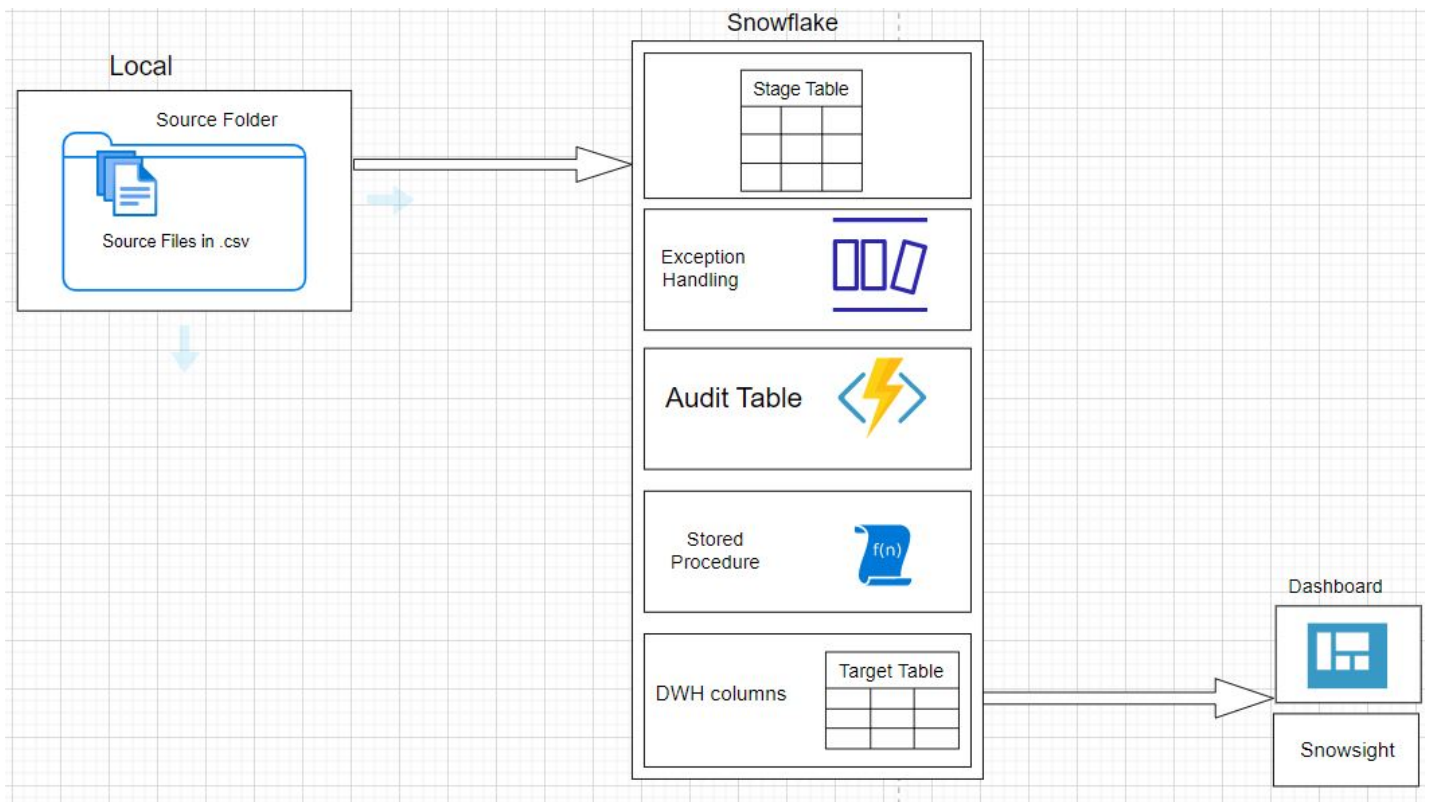 Snowflake
Local
Source Folder
Source Files in .csv
Stage Table
Exception
Handling
Audit Table
Stored
Procedure
f(n)
DWH columns
Target Table
Dashboard
Snowsight